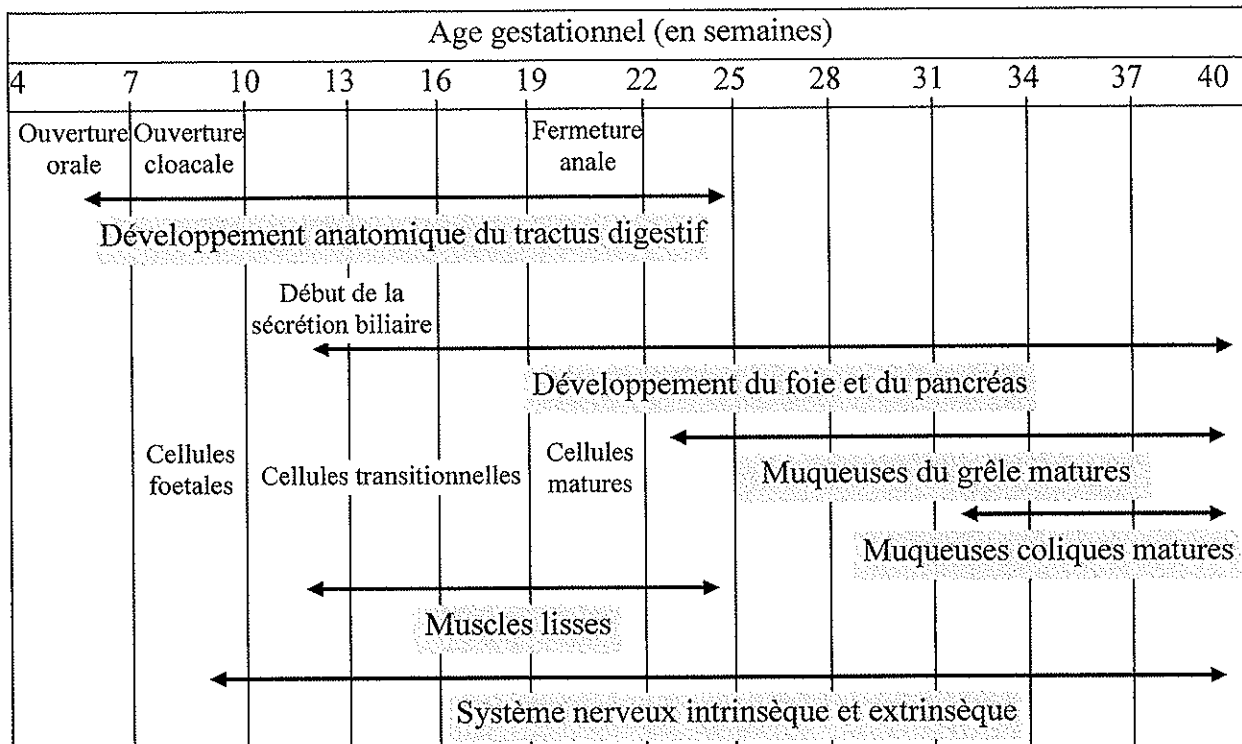 Age gestationnel (en semaines)
4 7 10 13 16 19 22 25 28 31 34 37 40
Ouverture
orale
Ouverture
cloacale
Fermeture
anale
Développement anatomique du tractus digestif
Début de la
sécrétion biliaire
Développement du foie et du pancréas
Cellules
foetales
Cellules transitionnelles
Cellules
matures
Muqueuses du grêle matures
Muqueuses coliques matures
Muscles lisses
Système nerveux intrinsèque et extrinsèque